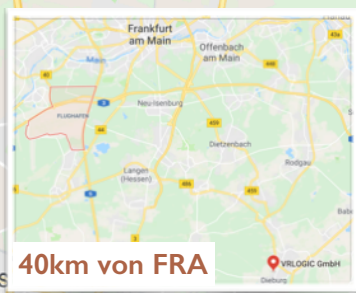 Frankfurt
am Main
Offenbach
am Main
Main
Neu-Isenburg
FLUGHAFEN
Dietzenbach
Langen
(Hessen)
Rodgau
VRLOGIC GmbH
Dieburg
40km von FRA